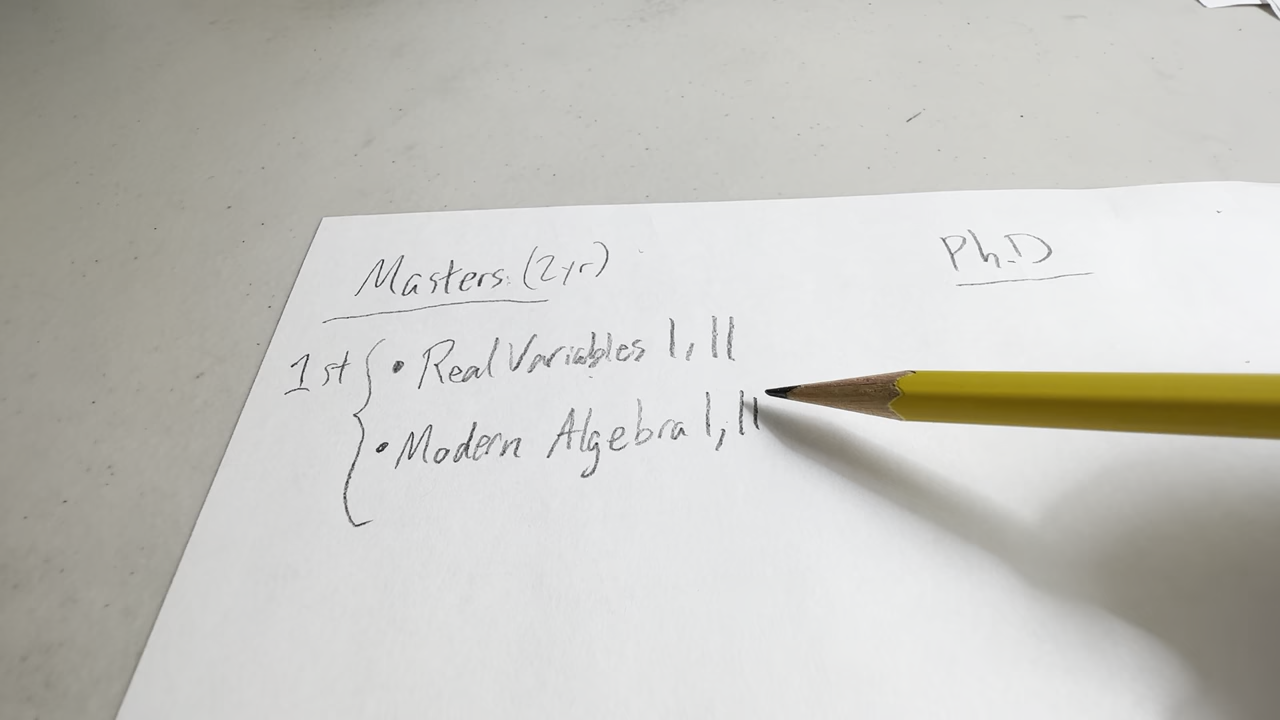 Masters: (2yr)
Ph.D
1st { • Real Variables I, II
• Modern Algebra I, II